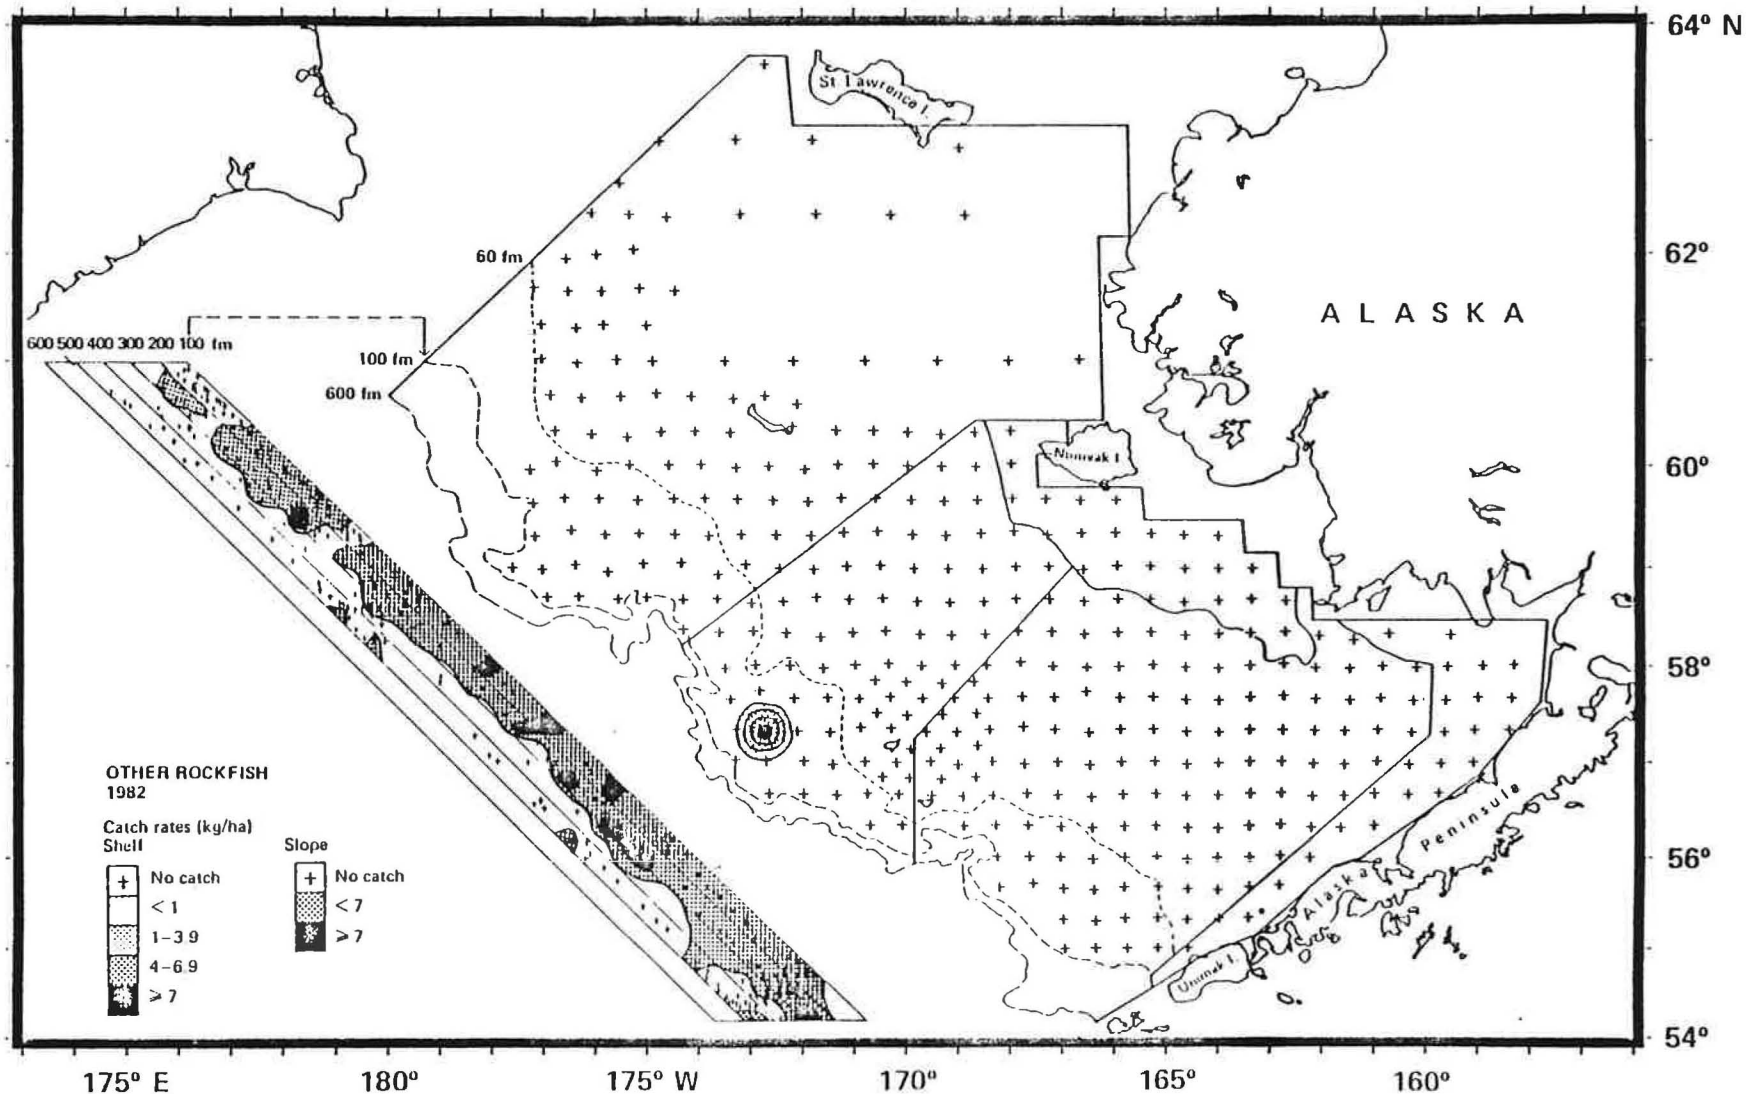 64° N
St Lawrence I.
60 fm
62°
ALASKA
600 500 400 300 200 100 fm
100 fm
600 fm
Nunivak I.
60°
58°
OTHER ROCKFISH
1982
Catch rates (kg/ha)
Shelf
Slope
+ No catch
+ No catch
< 1
< 7
1-3.9
⩾ 7
4-6.9
⩾ 7
Alaska Peninsula
56°
Unimak I.
54°
175° E
180°
175° W
170°
165°
160°